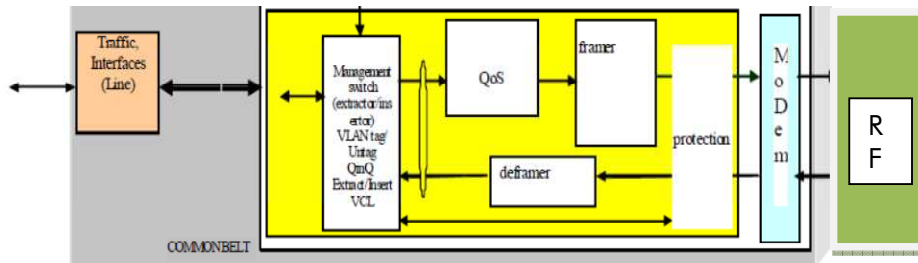 Traffic,
Interfaces
(Line)
Management
switch
(extractor/ins
ertor)
VLAN tag/
Untag
QinQ
Extract/Insert
VCL
QoS
framer
deframer
protection
M
o
D
e
m
R
F
COMMONBELT